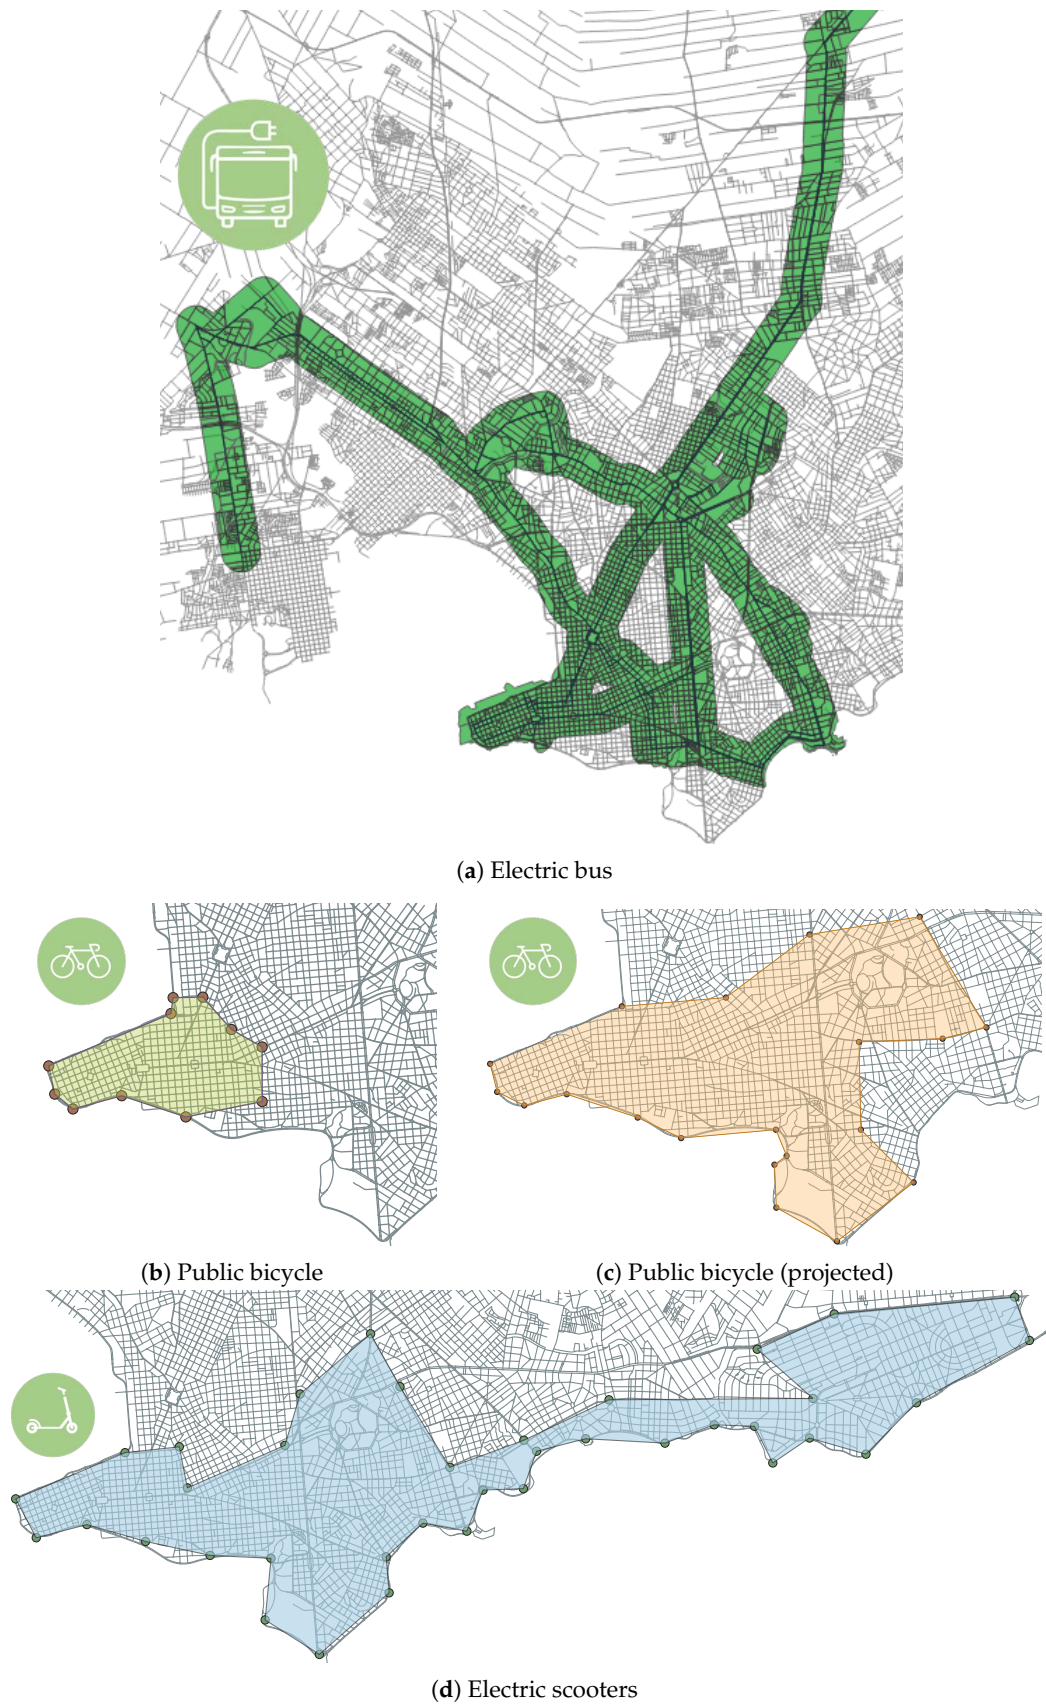 (a) Electric bus
(b) Public bicycle
(c) Public bicycle (projected)
(d) Electric scooters